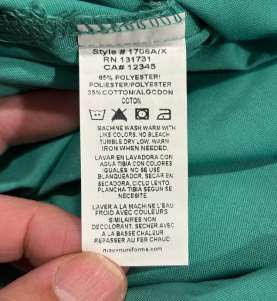 Style # 1706A/X
RN 131731
CA# 12345
65% POLYESTER/
POLIESTER/POLYESTER
35% COTTON/ALGODON
COTON
MACHINE WASH WARM WITH
LIKE COLORS. NO BLEACH.
TUMBLE DRY LOW. WARM
IRON WHEN NEEDED.
LAVAR EN LAVADORA CON
AGUA TIBIA CON COLORES
IGUALES NO SE USE
BLANQUEADOR, SECAR EN
SECADORA, CICLO LENTO
PLANCHA TIBIA SEGUN SE
NECESITE.
LAVER A LA MACHINE L'EAU
FROID AVEC COULEURS
SIMILAIRES NON
DECOLORANT. SECHER AVEC
A LA BASSE CHALEUR
REPASSER AU FER CHAUD
graysonuniforms.com